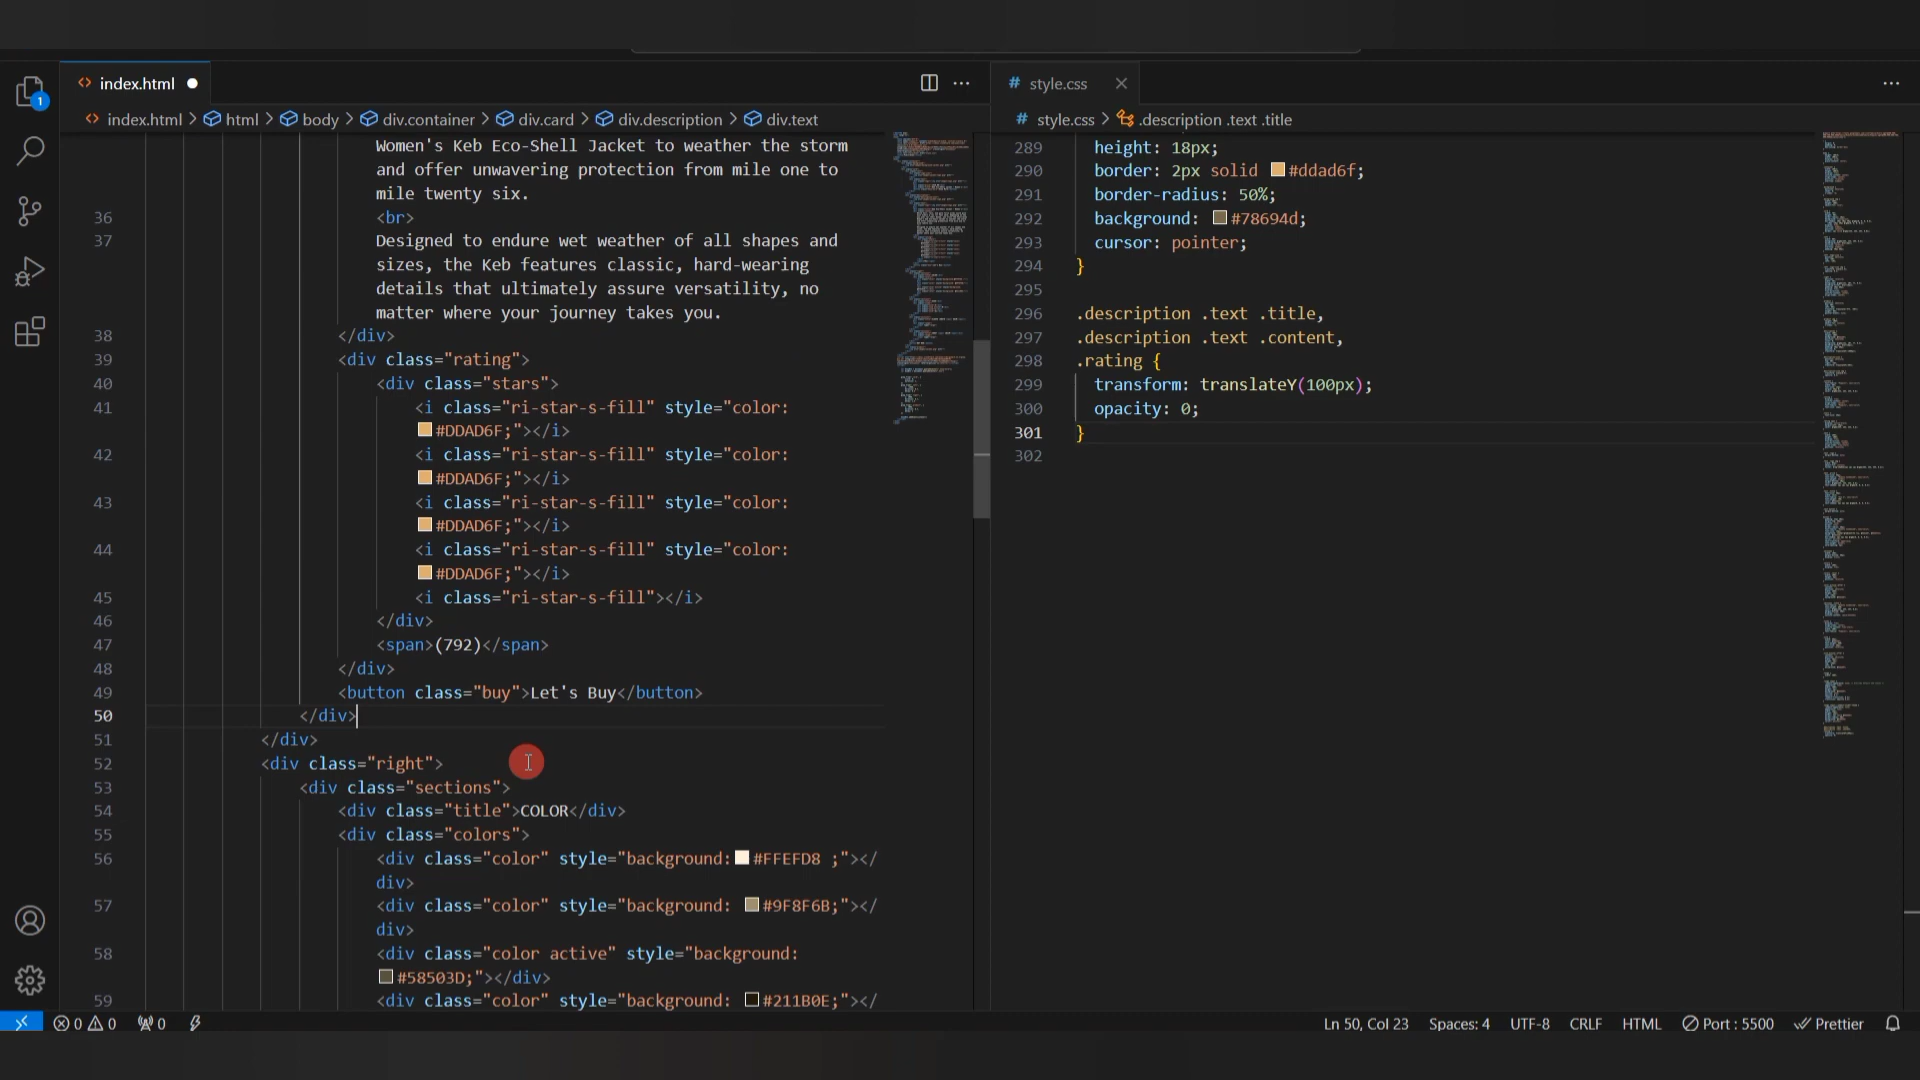 index.html
index.html > html > body > div.container > div.card > div.description > div.text
Women's Keb Eco-Shell Jacket to weather the storm
and offer unwavering protection from mile one to
mile twenty six.
36 <br>
37 Designed to endure wet weather of all shapes and
sizes, the Keb features classic, hard-wearing
details that ultimately assure versatility, no
matter where your journey takes you.
38 </div>
39 <div class="rating">
40 <div class="stars">
41 <i class="ri-star-s-fill" style="color:
#DDAD6F;"></i>
42 <i class="ri-star-s-fill" style="color:
#DDAD6F;"></i>
43 <i class="ri-star-s-fill" style="color:
#DDAD6F;"></i>
44 <i class="ri-star-s-fill" style="color:
#DDAD6F;"></i>
45 <i class="ri-star-s-fill"></i>
46 </div>
47 <span>(792)</span>
48 </div>
49 <button class="buy">Let's Buy</button>
50 </div>
51 </div>
52 <div class="right">
53 <div class="sections">
54 <div class="title">COLOR</div>
55 <div class="colors">
56 <div class="color" style="background: #FFEFD8 ;"></
div>
57 <div class="color" style="background: #9F8F6B;"></
div>
58 <div class="color active" style="background:
#58503D;"></div>
59 <div class="color" style="background: #211B0E;"></
style.css
style.css > .description .text .title
289 height: 18px;
290 border: 2px solid #ddad6f;
291 border-radius: 50%;
292 background: #78694d;
293 cursor: pointer;
294 }
295
296 .description .text .title,
297 .description .text .content,
298 .rating {
299 transform: translateY(100px);
300 opacity: 0;
301 }
302
1
0 0 0
Ln 50, Col 23 Spaces: 4 UTF-8 CRLF HTML Port : 5500 Prettier